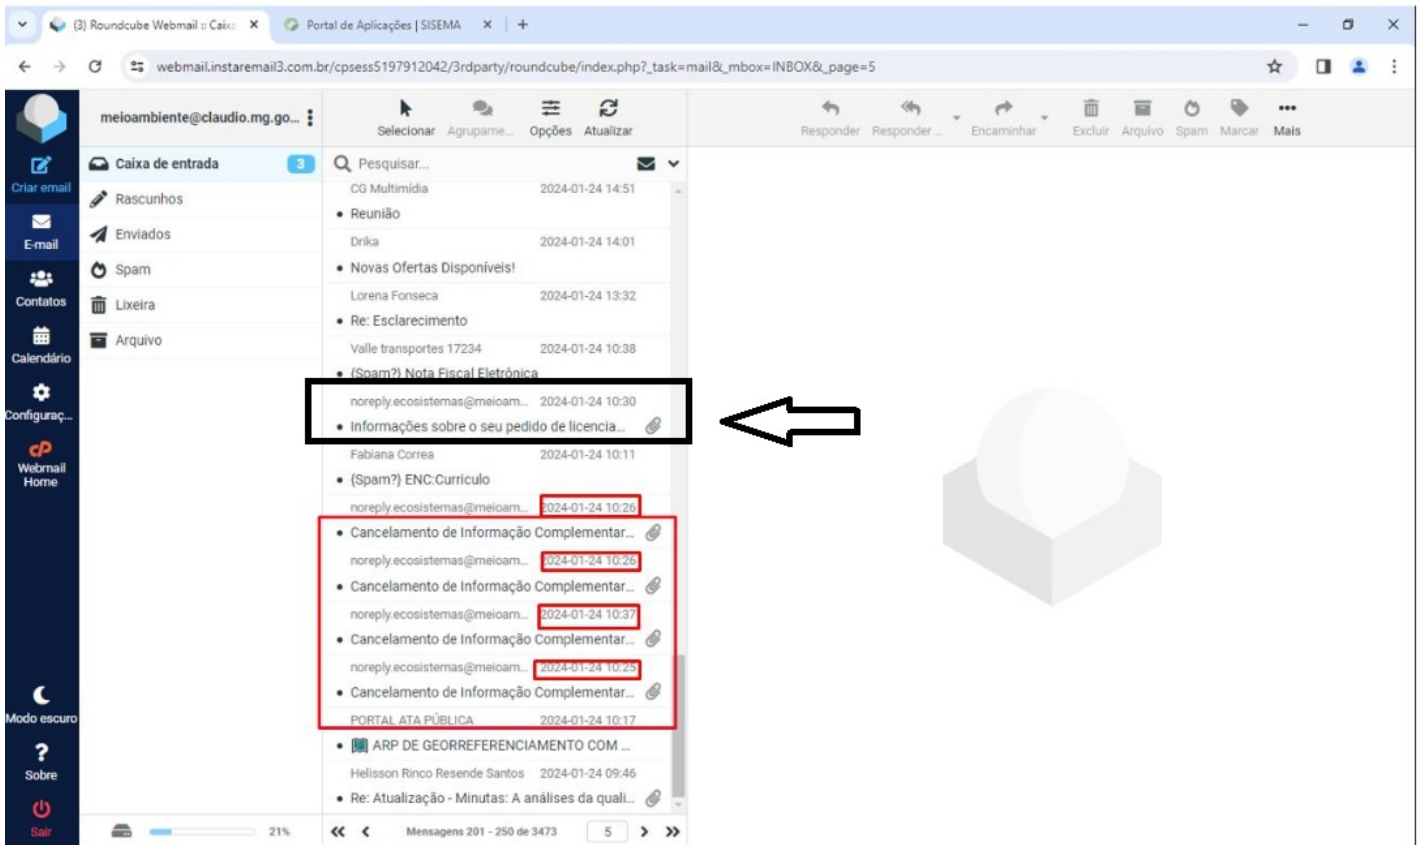 (3) Roundcube Webmail :: Caix
Portal de Aplicações | SISEMA
webmail.instaremail3.com.br/cpsess5197912042/3rdparty/roundcube/index.php?_task=mail&_mbox=INBOX&_page=5
meioambiente@claudio.mg.go...
Selecionar Agrupame... Opções Atualizar
Responder Responder ... Encaminhar Excluir Arquivo Spam Marcar Mais
Criar email
E-mail
Contatos
Calendário
Configuraç...
cP
Webmail
Home
Modo escuro
Sobre
Sair
Caixa de entrada 3
Rascunhos
Enviados
Spam
Lixeira
Arquivo
21%
Pesquisar...
CG Multimídia 2024-01-24 14:51
• Reunião
Drika 2024-01-24 14:01
• Novas Ofertas Disponíveis!
Lorena Fonseca 2024-01-24 13:32
• Re: Esclarecimento
Valle transportes 17234 2024-01-24 10:38
• {Spam?} Nota Fiscal Eletrônica
noreply.ecosistemas@meioam... 2024-01-24 10:30
• Informações sobre o seu pedido de licencia...
Fabiana Correa 2024-01-24 10:11
• {Spam?} ENC:Curriculo
noreply.ecosistemas@meioam... 2024-01-24 10:26
• Cancelamento de Informação Complementar...
noreply.ecosistemas@meioam... 2024-01-24 10:26
• Cancelamento de Informação Complementar...
noreply.ecosistemas@meioam... 2024-01-24 10:37
• Cancelamento de Informação Complementar...
noreply.ecosistemas@meioam... 2024-01-24 10:25
• Cancelamento de Informação Complementar...
PORTAL ATA PÚBLICA 2024-01-24 10:17
• ARP DE GEORREFERENCIAMENTO COM ...
Helisson Rinco Resende Santos 2024-01-24 09:46
• Re: Atualização - Minutas: A análises da quali...
Mensagens 201 - 250 de 3473 5